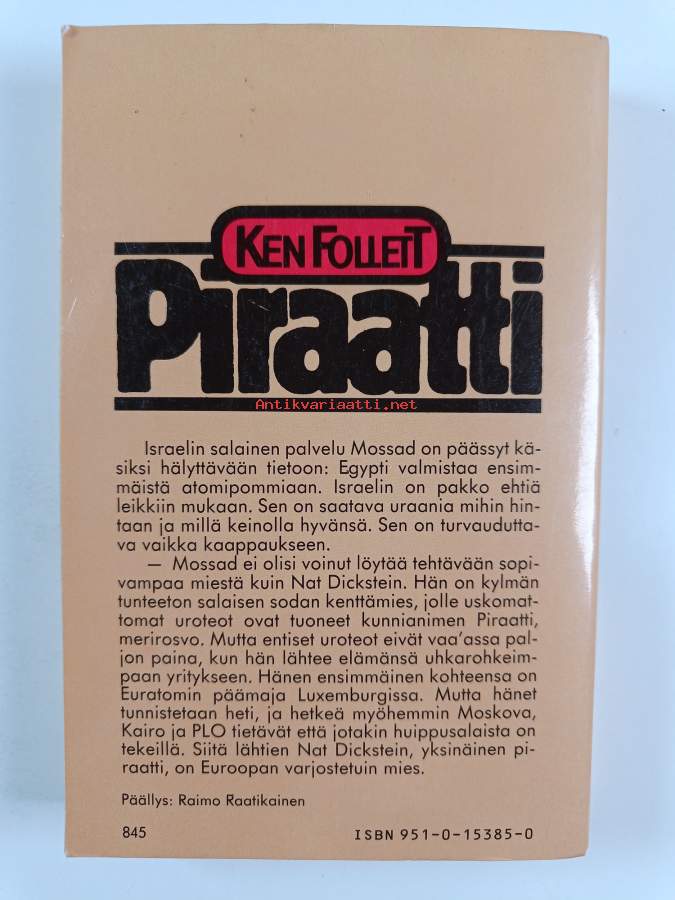 KEN FOLLETT
Piraatti
Antikvariaatti.net
Israelin salainen palvelu Mossad on päässyt kä-
siksi hälyttävään tietoon: Egypti valmistaa ensim-
mäistä atomipommiaan. Israelin on pakko ehtiä
leikkiin mukaan. Sen on saatava uraania mihin hin-
taan ja millä keinolla hyvänsä. Sen on turvaudutta-
va vaikka kaappaukseen.
— Mossad ei olisi voinut löytää tehtävään sopi-
vampaa miestä kuin Nat Dickstein. Hän on kylmän
tunteeton salaisen sodan kenttämies, jolle uskomat-
tomat uroteot ovat tuoneet kunnianimen Piraatti,
merirosvo. Mutta entiset uroteot eivät vaa'assa pal-
jon paina, kun hän lähtee elämänsä uhkarohkeim-
paan yritykseen. Hänen ensimmäinen kohteensa on
Euratomin päämaja Luxemburgissa. Mutta hänet
tunnistetaan heti, ja hetkeä myöhemmin Moskova,
Kairo ja PLO tietävät että jotakin huippusalaista on
tekeillä. Siitä lähtien Nat Dickstein, yksinäinen pi-
raatti, on Euroopan varjostetuin mies.
Päällys: Raimo Raatikainen
845 ISBN 951-0-15385-0